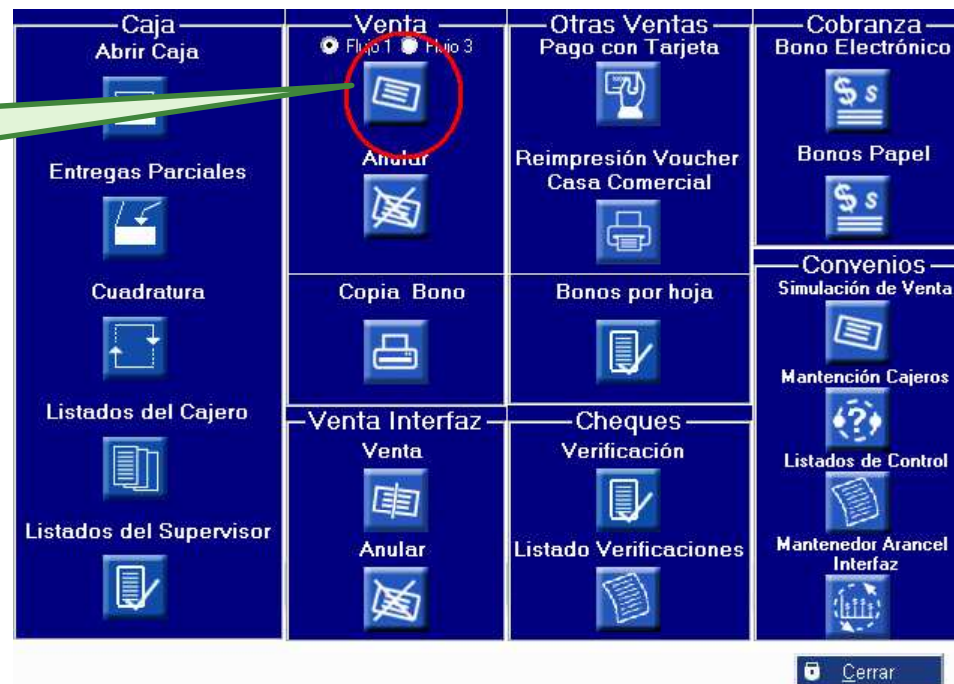 Caja
Abrir Caja
Entregas Parciales
Cuadratura
Listados del Cajero
Listados del Supervisor
Venta
Flujo 1 Flujo 3
Anular
Copia Bono
Venta Interfaz
Venta
Anular
Otras Ventas
Pago con Tarjeta
Reimpresión Voucher
Casa Comercial
Bonos por hoja
Cheques
Verificación
Listado Verificaciones
Cobranza
Bono Electrónico
$ s
Bonos Papel
$ s
Convenios
Simulación de Venta
Mantención Cajeros
?
Listados de Control
Mantenedor Arancel
Interfaz
Cerrar